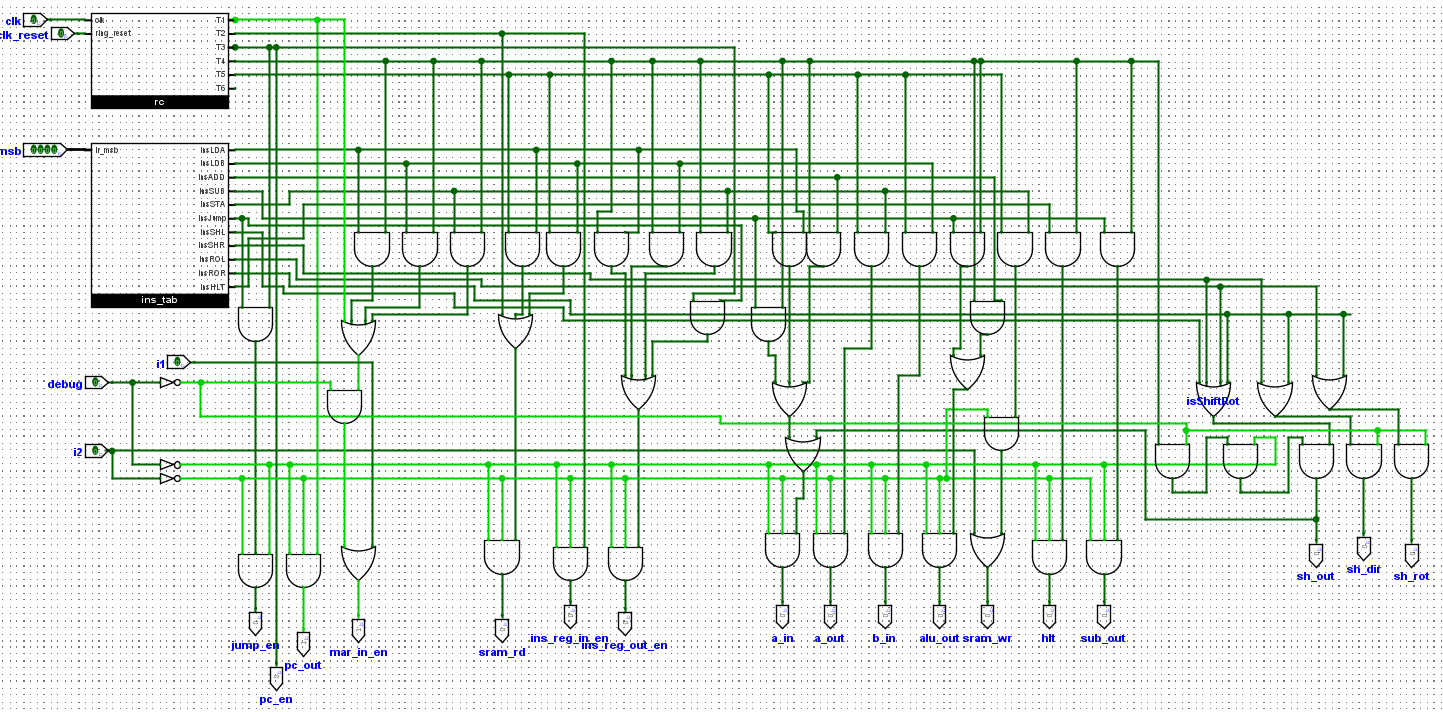 clk
clk
T1
clk_reset
ring_reset
T2
T3
T4
T5
T6
rc
msb
ir_msb
insLDA
insLDB
insADD
insSUB
insSTA
insJump
insSHL
insSHR
insROL
insROR
insHLT
ins_tab
i1
debug
isShiftRot
i2
sh_out
sh_dir
sh_rot
jump_en
pc_out
mar_in_en
sram_rd
ins_reg_in_en
ins_reg_out_en
a_in
a_out
b_in
alu_out
sram_wr
hlt
sub_out
pc_en